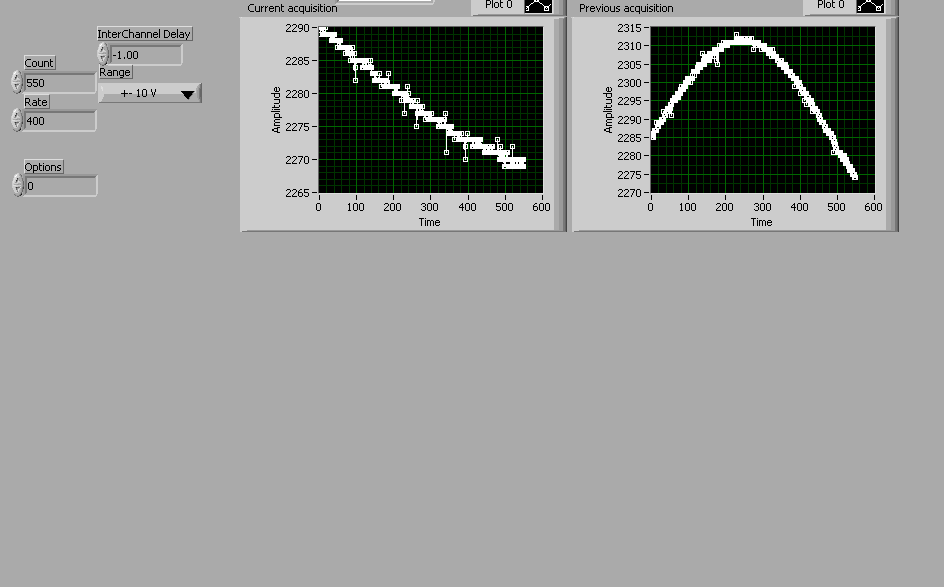 Current acquisition
Plot 0
Previous acquisition
Plot 0
InterChannel Delay
-1.00
Count
550
Range
+- 10 V
Rate
400
Options
0
Amplitude
2290
2285
2280
2275
2270
2265
0 100 200 300 400 500 600
Time
Amplitude
2315
2310
2305
2300
2295
2290
2285
2280
2275
2270
0 100 200 300 400 500 600
Time